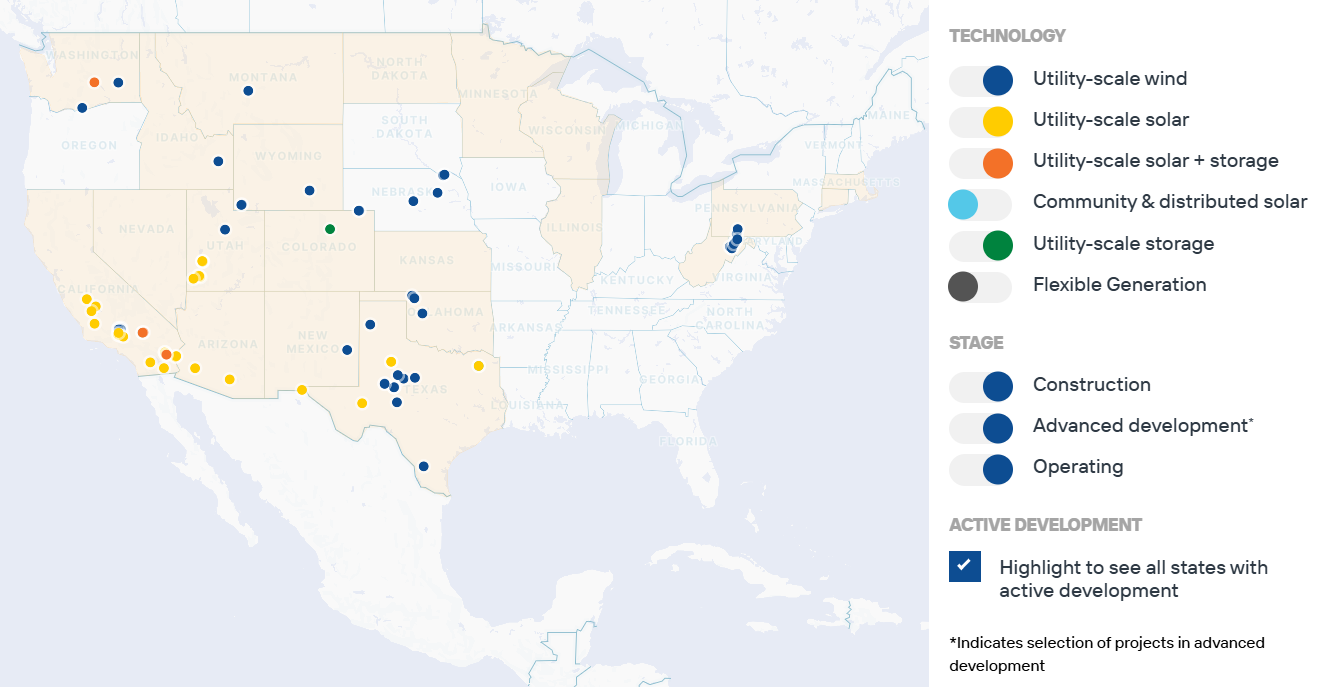 WASHINGTON
MONTANA
NORTH
DAKOTA
MINNESOTA
SOUTH
DAKOTA
WISCONSIN
MICHIGAN
MAINE
OREGON
IDAHO
WYOMING
VERMONT
NEBRASK
IOWA
MASSACHUSETTS
PENNSYLVANIA
NEVADA
UTAH
COLORADO
ILLINOIS
RYLAND
KANSAS
MISSOURI
KENTUCKY
VIRGINIA
CALIFORNIA
OKLAHOMA
TENNESSEE
NORTH
CAROLINA
ARIZONA
NEW
MEXICO
ARKANSAS
MISSISSIPPI
GEORGIA
TEXAS
LOUISIANA
FLORIDA
TECHNOLOGY
Utility-scale wind
Utility-scale solar
Utility-scale solar + storage
Community & distributed solar
Utility-scale storage
Flexible Generation
STAGE
Construction
Advanced development*
Operating
ACTIVE DEVELOPMENT
Highlight to see all states with
active development
*Indicates selection of projects in advanced
development